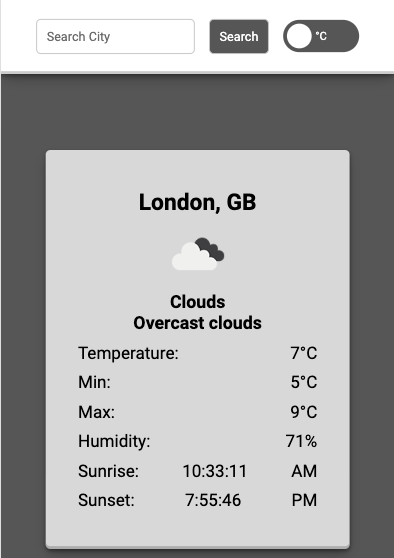 Search City Search °C
London, GB
Clouds
Overcast clouds
Temperature: 7°C
Min: 5°C
Max: 9°C
Humidity: 71%
Sunrise: 10:33:11 AM
Sunset: 7:55:46 PM